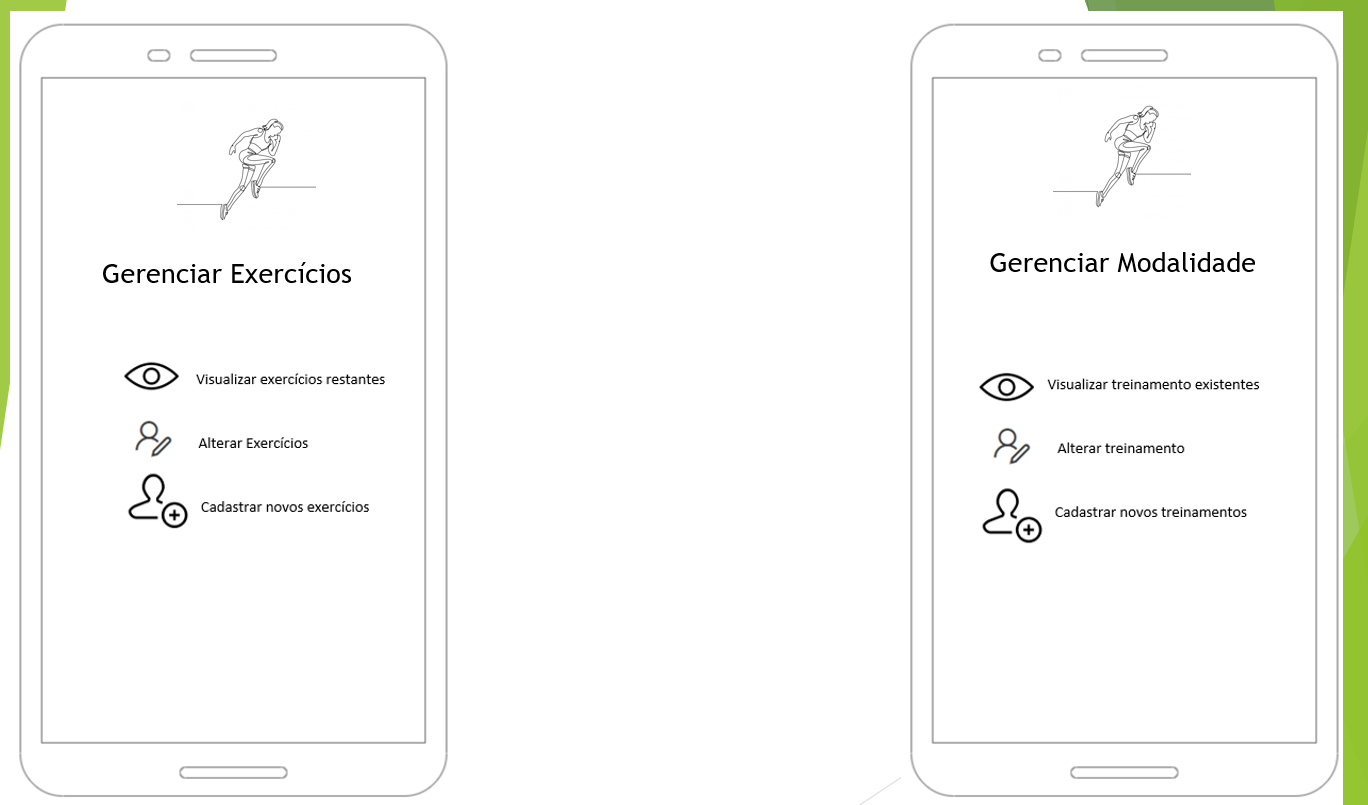 Gerenciar Exercícios
Visualizar exercícios restantes
Alterar Exercícios
Cadastrar novos exercícios
Gerenciar Modalidade
Visualizar treinamento existentes
Alterar treinamento
Cadastrar novos treinamentos